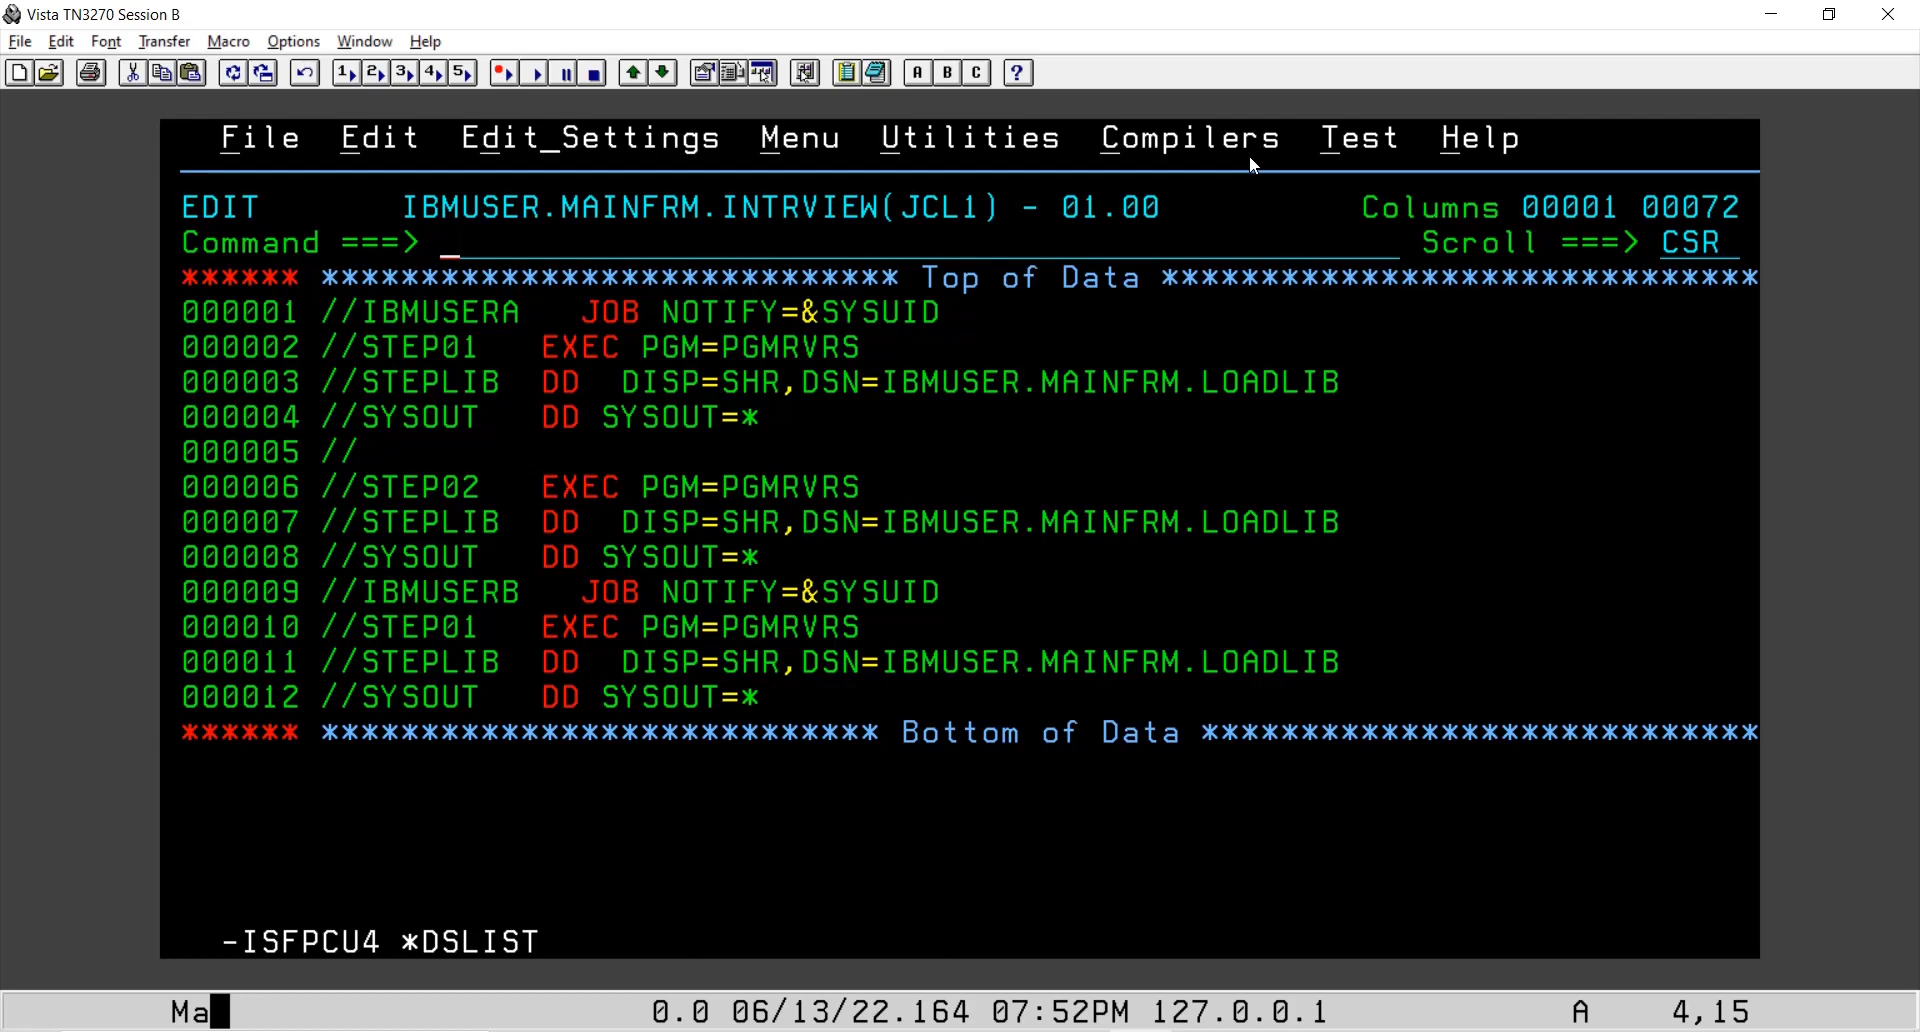 Vista TN3270 Session B
File Edit Font Transfer Macro Options Window Help
1 2 3 4 5 A B C ?
File Edit Edit_Settings Menu Utilities Compilers Test Help
EDIT IBMUSER.MAINFRM.INTRVIEW(JCL1) - 01.00 Columns 00001 00072
Command ===> Scroll ===> CSR
****** ***************************** Top of Data ******************************
000001 //IBMUSERA   JOB NOTIFY=&SYSUID
000002 //STEP01   EXEC PGM=PGMRVRS
000003 //STEPLIB  DD  DISP=SHR,DSN=IBMUSER.MAINFRM.LOADLIB
000004 //SYSOUT   DD SYSOUT=*
000005 //
000006 //STEP02   EXEC PGM=PGMRVRS
000007 //STEPLIB  DD  DISP=SHR,DSN=IBMUSER.MAINFRM.LOADLIB
000008 //SYSOUT   DD SYSOUT=*
000009 //IBMUSERB   JOB NOTIFY=&SYSUID
000010 //STEP01   EXEC PGM=PGMRVRS
000011 //STEPLIB  DD  DISP=SHR,DSN=IBMUSER.MAINFRM.LOADLIB
000012 //SYSOUT   DD SYSOUT=*
****** **************************** Bottom of Data ****************************
-ISFPCU4 *DSLIST
Ma 0.0 06/13/22.164 07:52PM 127.0.0.1 A 4,15